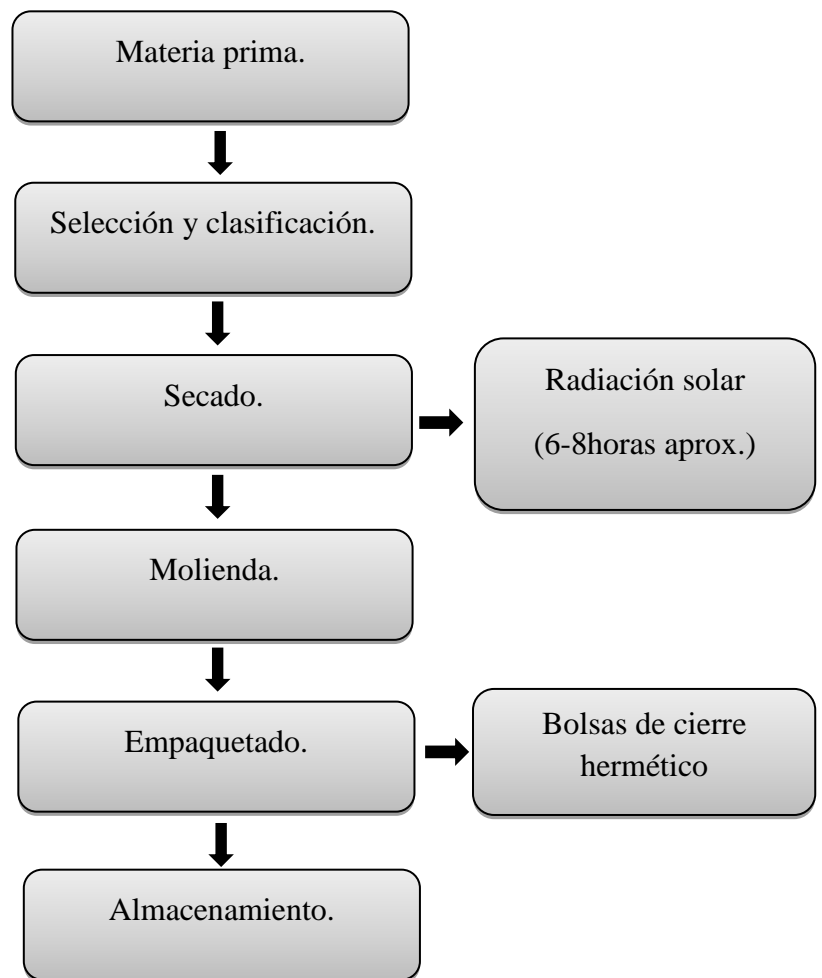 Materia prima.
Selección y clasificación.
Secado.
Radiación solar
(6-8horas aprox.)
Molienda.
Empaquetado.
Bolsas de cierre
hermético
Almacenamiento.